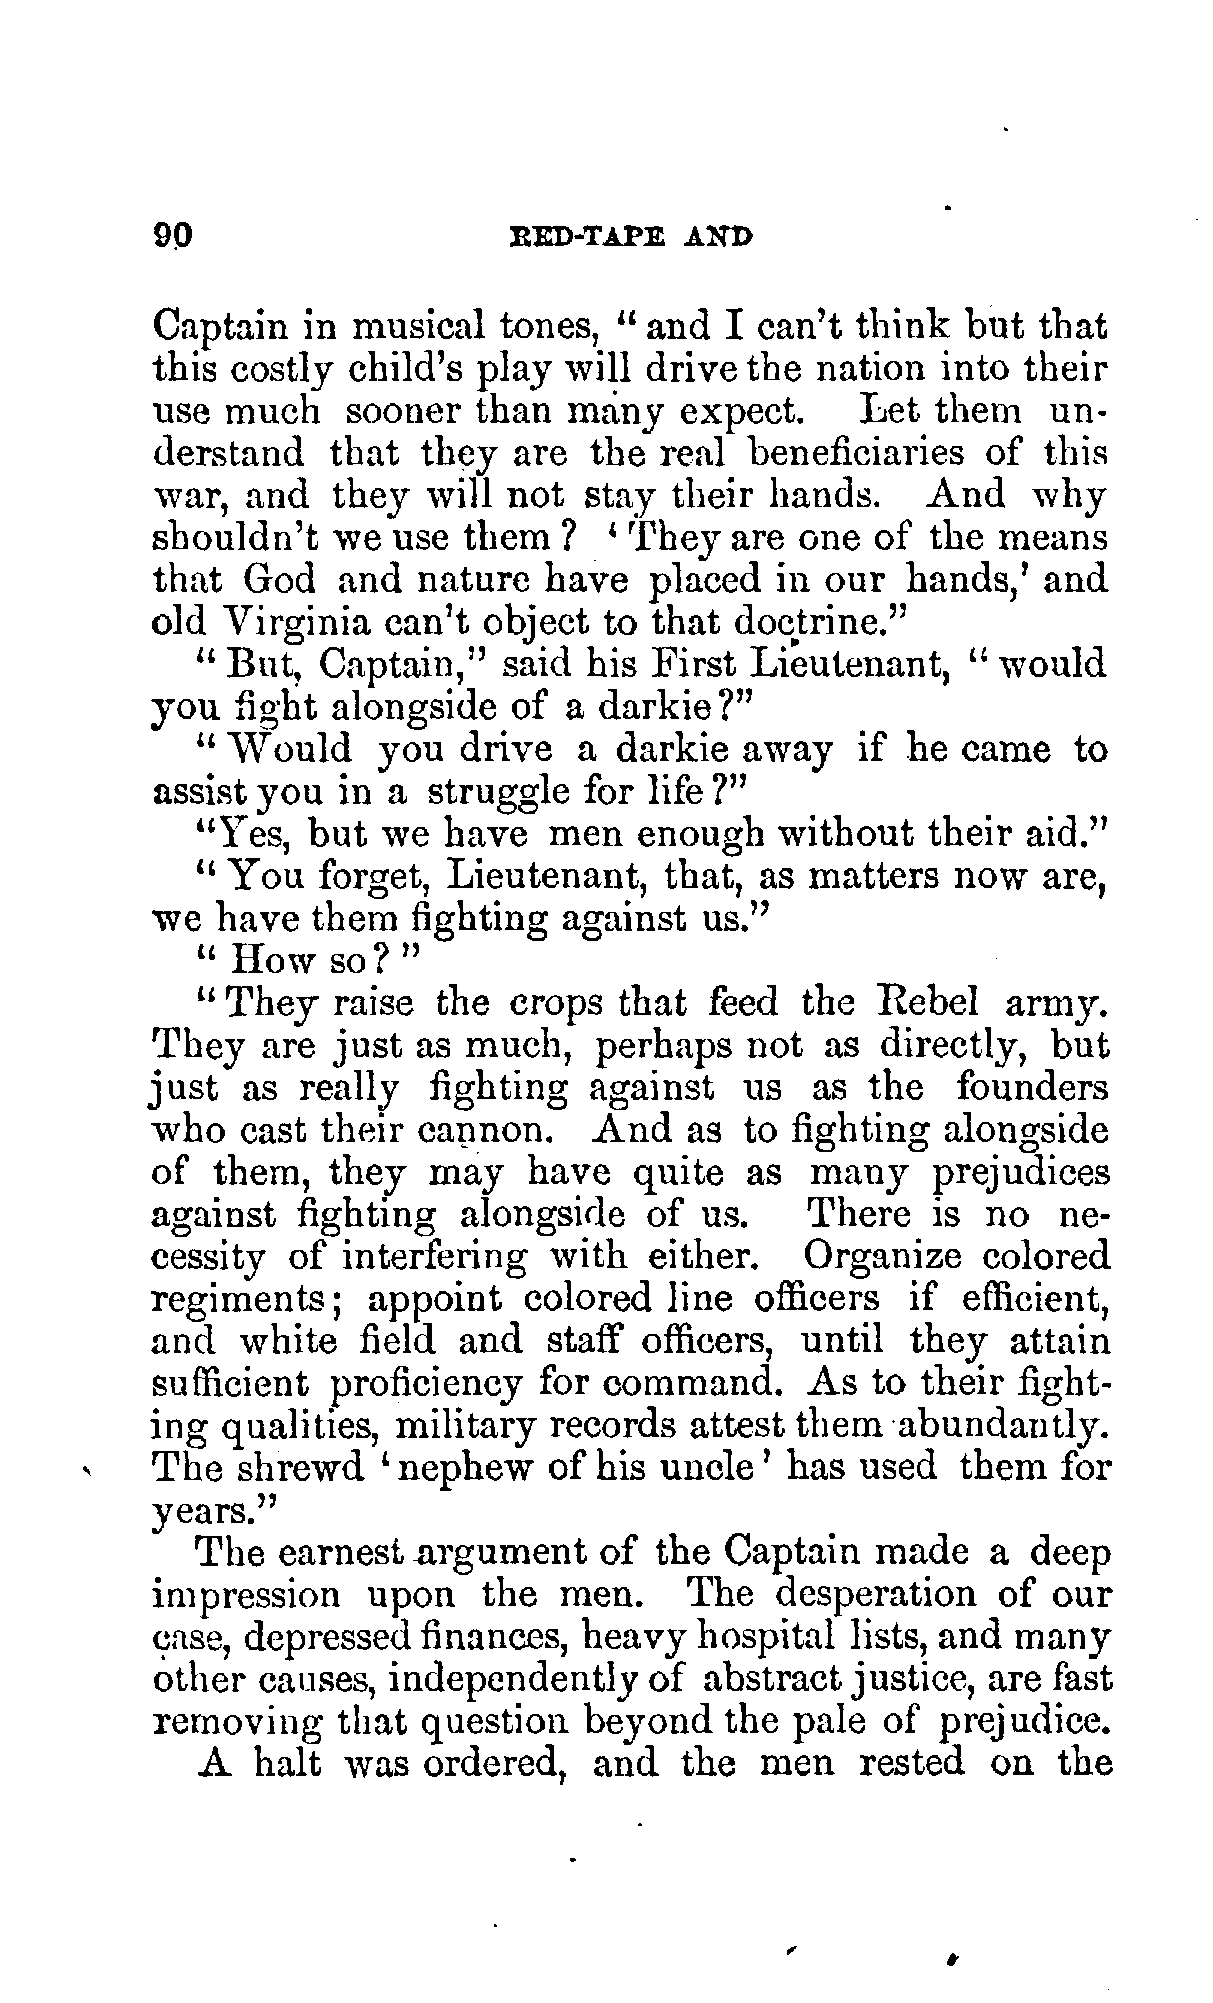 90 RED-TAPE AND
Captain in musical tones, " and I can't think but that
this costly child's play will drive the nation into their
use much sooner than many expect. Let them un-
derstand that they are the real beneficiaries of this
war, and they will not stay their hands. And why
shouldn't we use them ? ' They are one of the means
that God and nature have placed in our hands,' and
old Virginia can't object to that doctrine."
" But, Captain," said his First Lieutenant, " would
you fight alongside of a darkie ?"
" Would you drive a darkie away if he came to
assist you in a struggle for life ?"
"Yes, but we have men enough without their aid."
" You forget, Lieutenant, that, as matters now are,
we have them fighting against us."
" How so ? "
" They raise the crops that feed the Rebel army.
They are just as much, perhaps not as directly, but
just as really fighting against us as the founders
who cast their cannon. And as to fighting alongside
of them, they may have quite as many prejudices
against fighting alongside of us. There is no ne-
cessity of interfering with either. Organize colored
regiments ; appoint colored line officers if efficient,
and white field and staff officers, until they attain
sufficient proficiency for command. As to their fight-
ing qualities, military records attest them abundantly.
The shrewd ' nephew of his uncle ' has used them for
years."
The earnest argument of the Captain made a deep
impression upon the men. The desperation of our
case, depressed finances, heavy hospital lists, and many
other causes, independently of abstract justice, are fast
removing that question beyond the pale of prejudice.
A halt was ordered, and the men rested on the